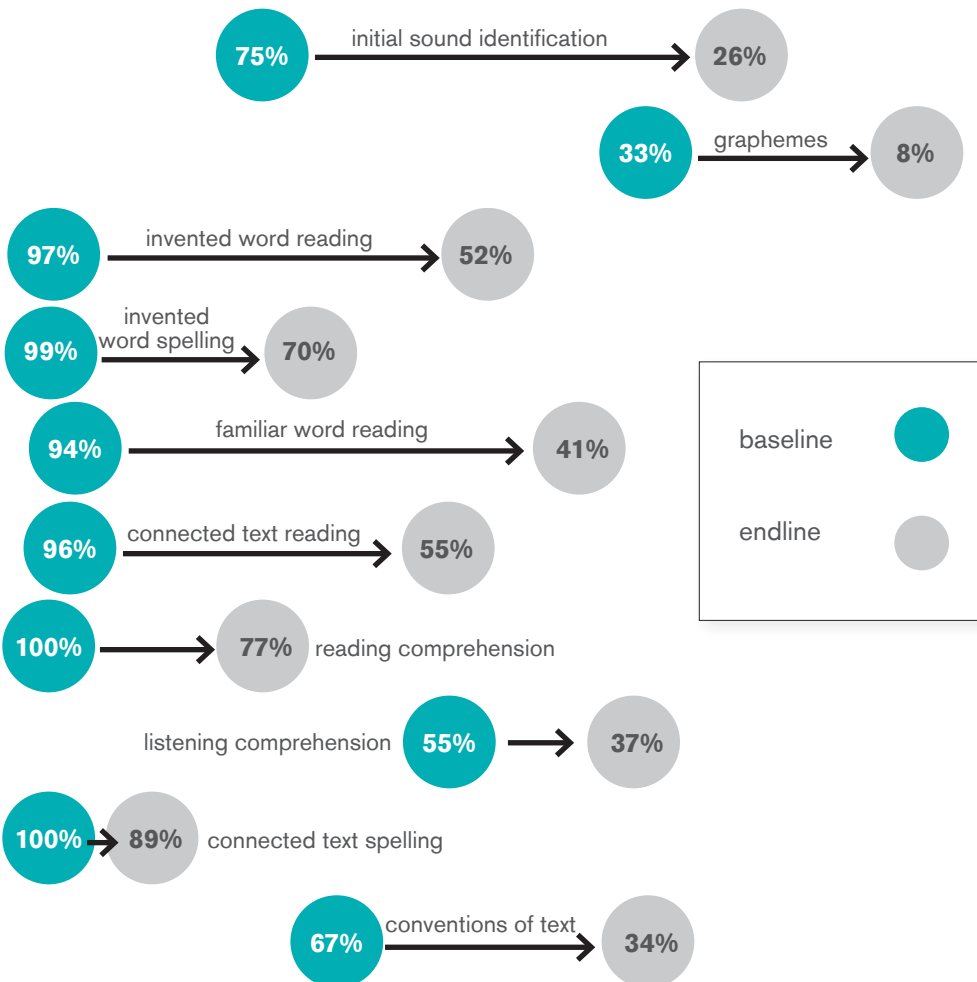 75% initial sound identification 26%
33% graphemes 8%
97% invented word reading 52%
invented
99% word spelling 70%
94% familiar word reading 41%
96% connected text reading 55%
100% 77% reading comprehension
listening comprehension 55% 37%
100% 89% connected text spelling
67% conventions of text 34%
baseline
endline